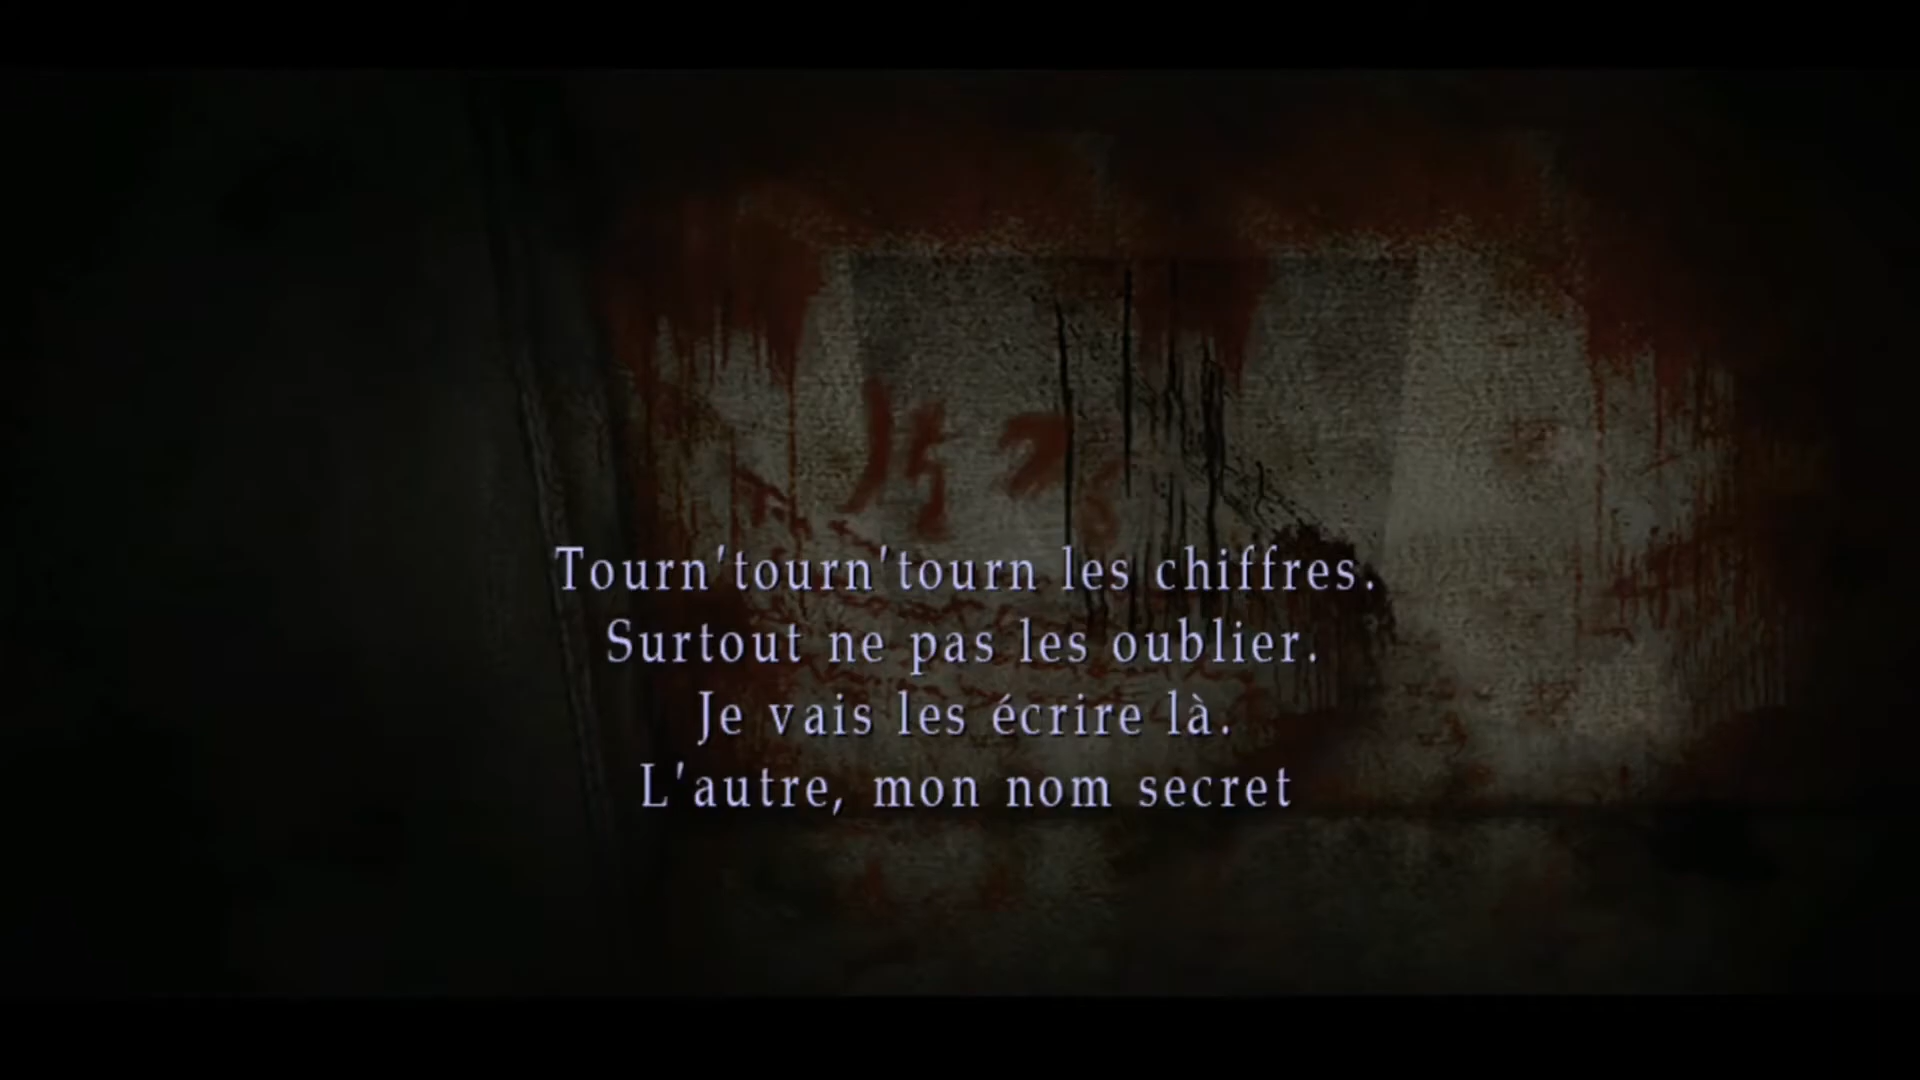 Tourn'tourn'tourn les chiffres.
Surtout ne pas les oublier.
Je vais les écrire là.
L'autre, mon nom secret